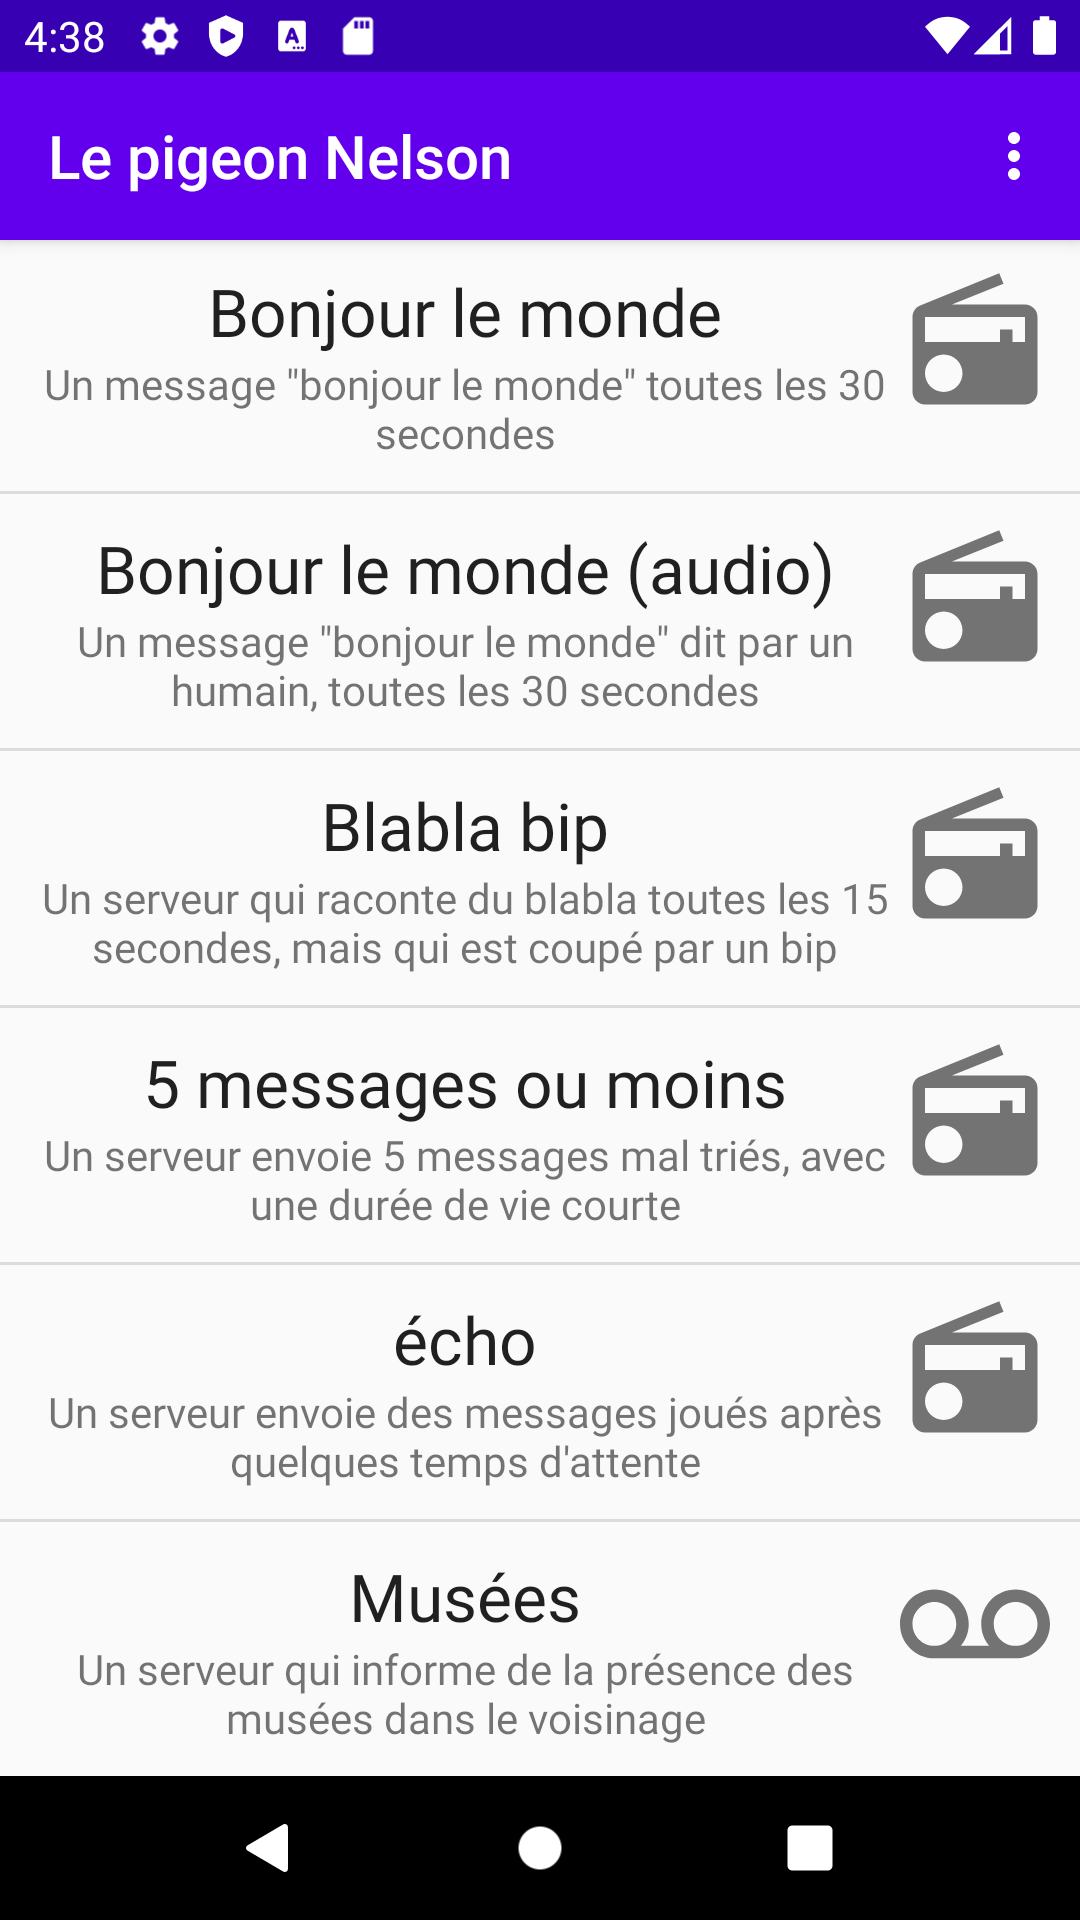 4:38
Le pigeon Nelson
Bonjour le monde
Un message "bonjour le monde" toutes les 30
secondes
Bonjour le monde (audio)
Un message "bonjour le monde" dit par un
humain, toutes les 30 secondes
Blabla bip
Un serveur qui raconte du blabla toutes les 15
secondes, mais qui est coupé par un bip
5 messages ou moins
Un serveur envoie 5 messages mal triés, avec
une durée de vie courte
écho
Un serveur envoie des messages joués après
quelques temps d'attente
Musées
Un serveur qui informe de la présence des
musées dans le voisinage